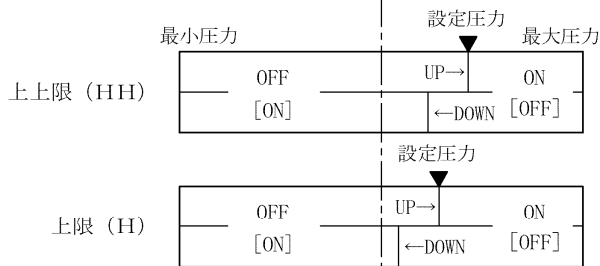 設定圧力
最小圧力 最大圧力
上上限（HH） OFF UP→ ON
[ON] ←DOWN [OFF]
設定圧力
上限（H） OFF UP→ ON
[ON] ←DOWN [OFF]